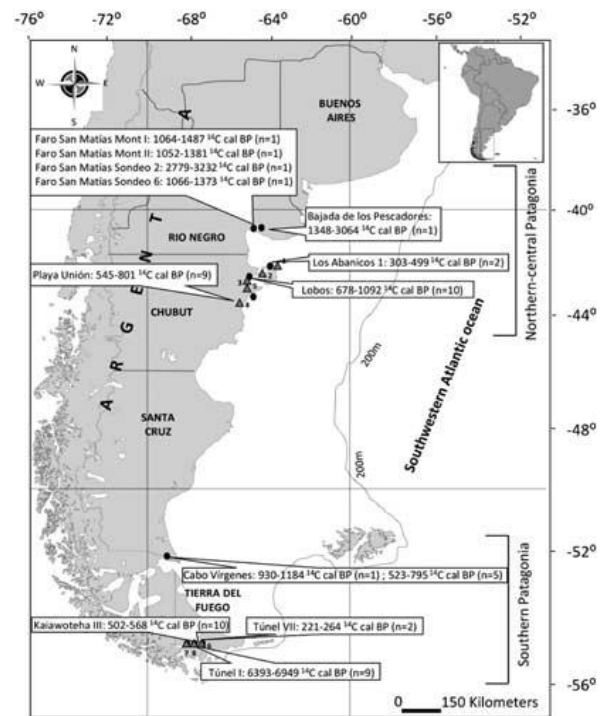 -76° -72° -68° -64° -60° -56° -52°
N
W E
S
BUENOS
AIRES
-36°
Faro San Matías Mont I: 1064-1487 ¹⁴C cal BP (n=1)
Faro San Matías Mont II: 1052-1381 ¹⁴C cal BP (n=1)
Faro San Matías Sondeo 2: 2779-3232 ¹⁴C cal BP (n=1)
Faro San Matías Sondeo 6: 1066-1373 ¹⁴C cal BP (n=1)
-40°
RIO NEGRO
Bajada de los Pescadores:
1348-3064 ¹⁴C cal BP
(n=1)
Los Abanicos 1: 303-499 ¹⁴C cal BP (n=2)
Playa Unión: 545-801 ¹⁴C cal BP (n=9)
Lobos: 678-1092 ¹⁴C cal BP (n=10)
2
3
4
CHUBUT
-44°
ARGENT
A
Northern-central Patagonia
SANTA
CRUZ
200m
200m
Southwestern Atlantic ocean
-48°
-52°
Cabo Vírgenes: 930-1184 ¹⁴C cal BP (n=1) ; 523-795 ¹⁴C cal BP (n=5)
TIERRA DEL
FUEGO
Kaiawoteha III: 502-568 ¹⁴C cal BP (n=10)
Túnel VII: 221-264 ¹⁴C cal BP (n=2)
7 8
Túnel I: 6393-6949 ¹⁴C cal BP (n=9)
Southern Patagonia
-56°
0 150 Kilometers